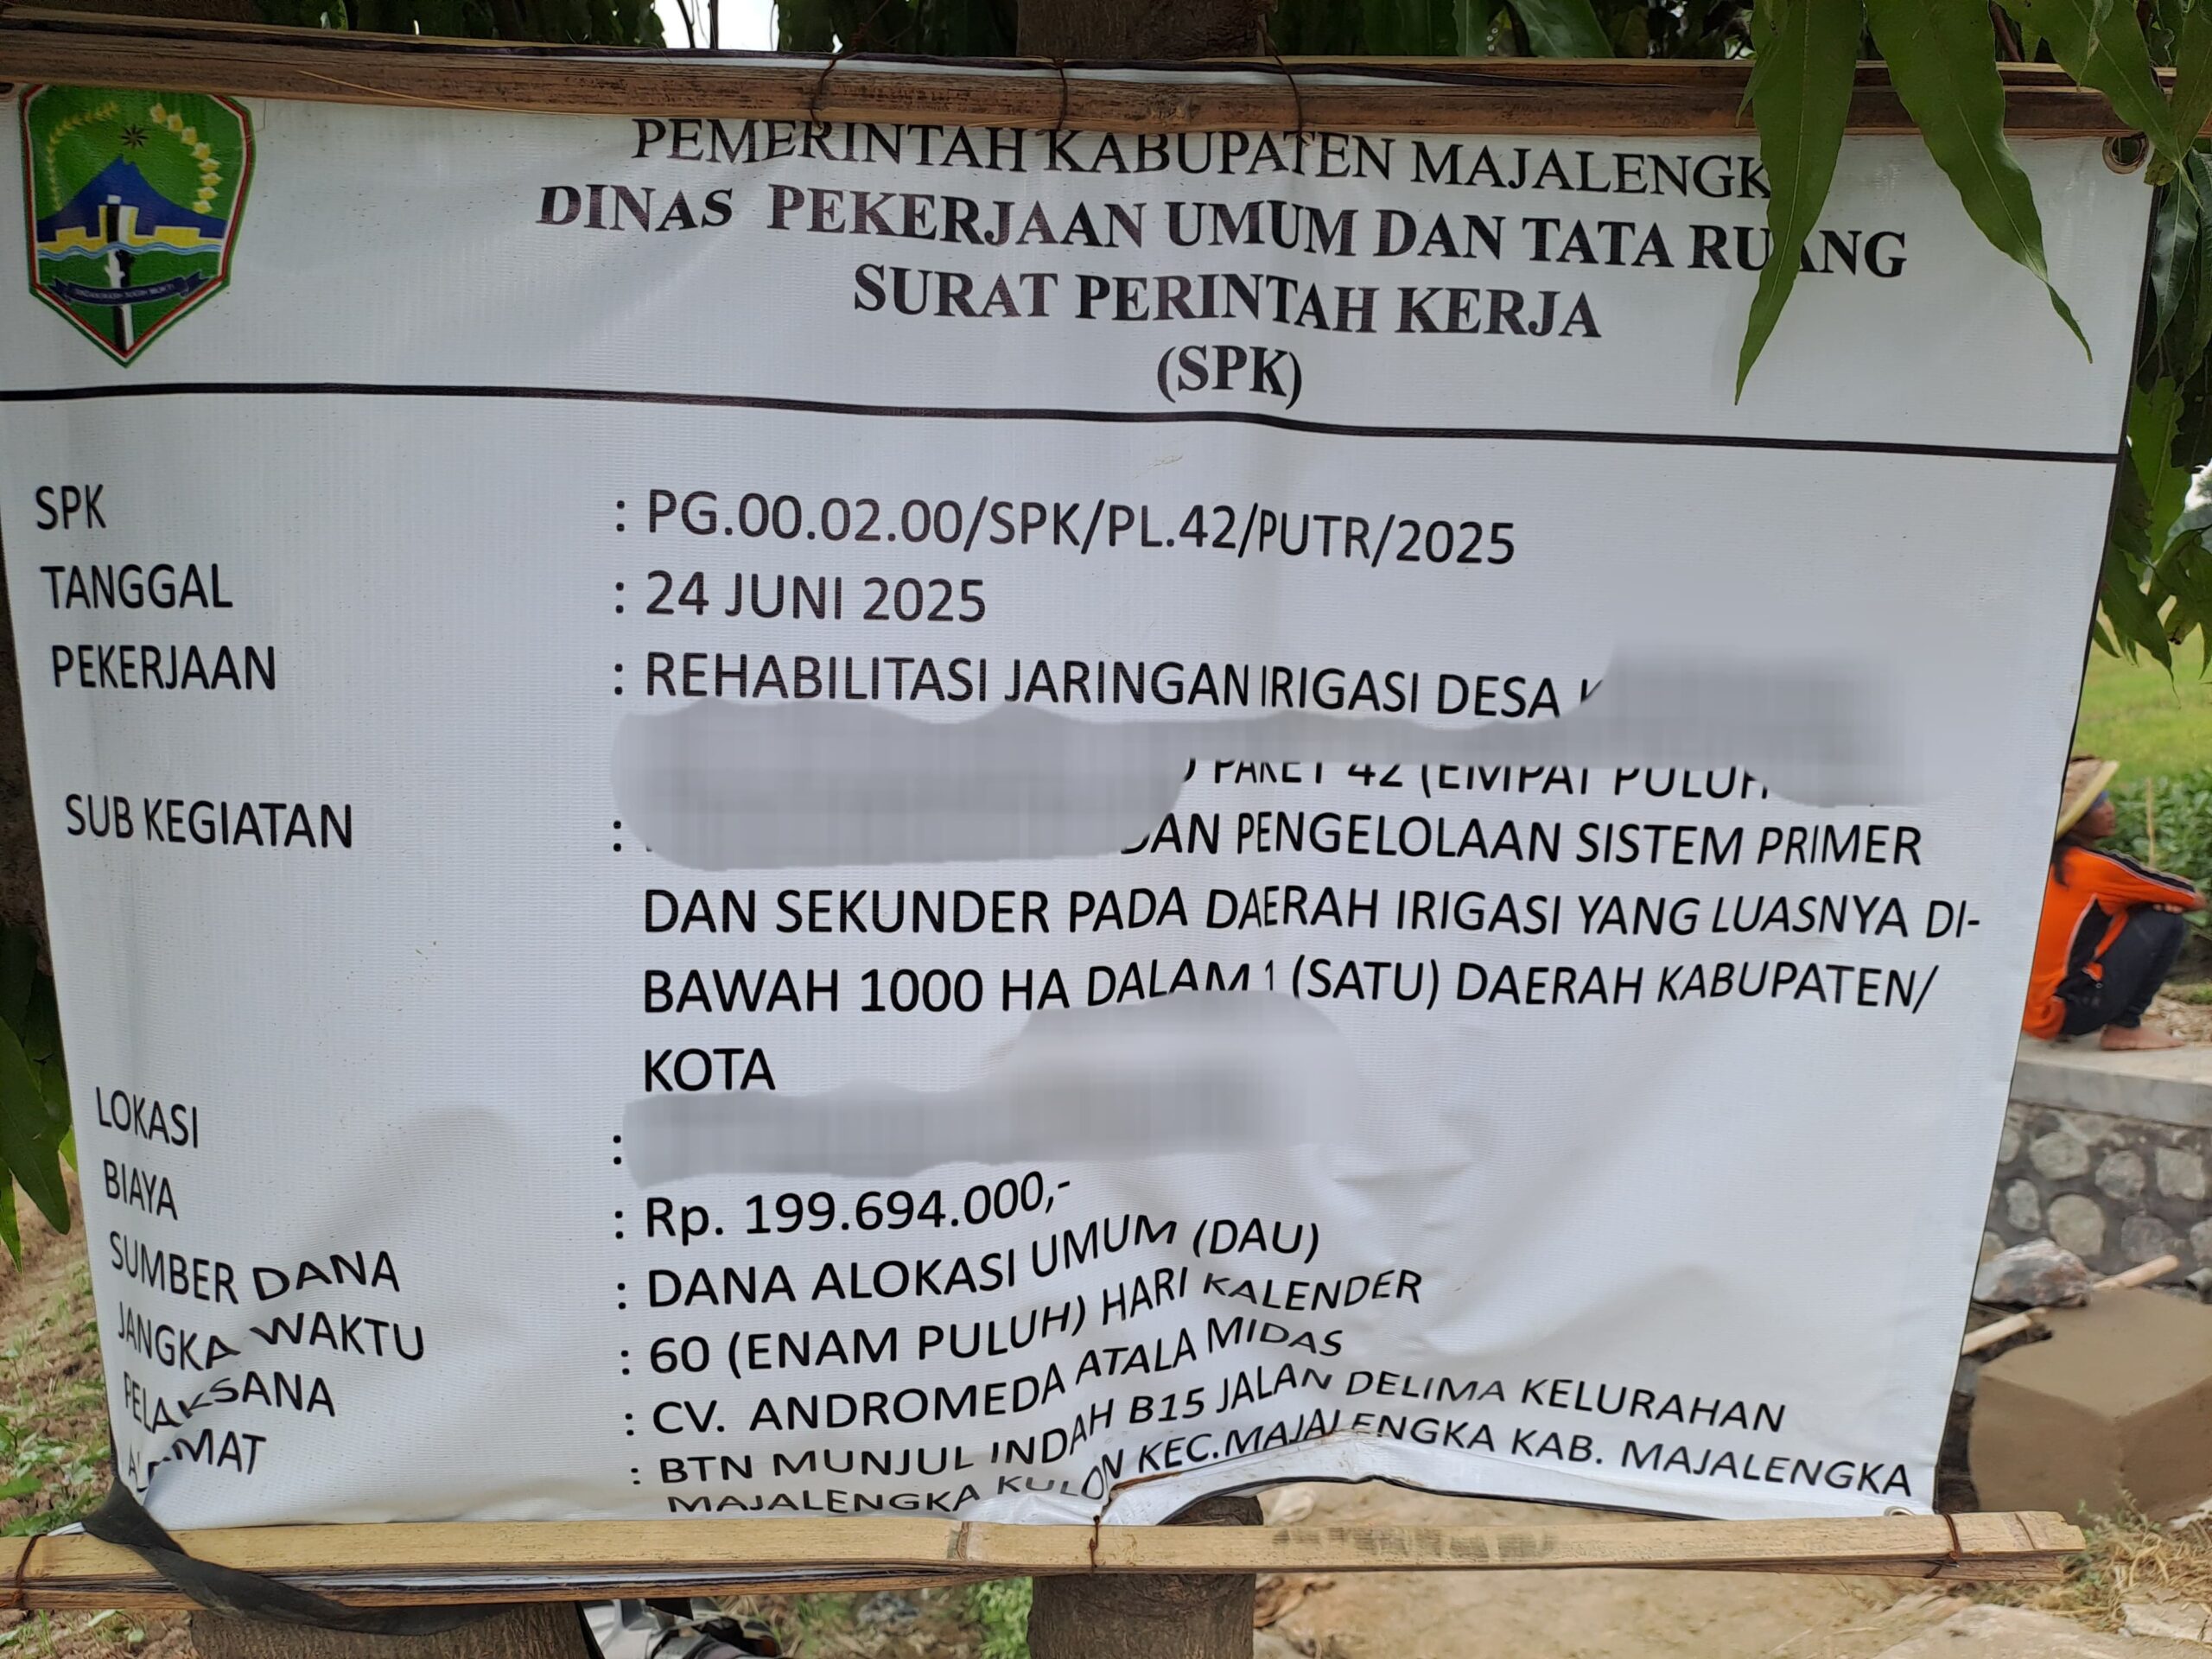 PEMERINTAH KABUPATEN MAJALENGK
DINAS PEKERJAAN UMUM DAN TATA RUANG
SURAT PERINTAH KERJA
(SPK)
SPK : PG.00.02.00/SPK/PL.42/PUTR/2025
TANGGAL : 24 JUNI 2025
PEKERJAAN : REHABILITASI JARINGAN IRIGASI DESA
PAKET 42 (EMPAT PULUH
SUB KEGIATAN : DAN PENGELOLAAN SISTEM PRIMER
DAN SEKUNDER PADA DAERAH IRIGASI YANG LUASNYA DI-
BAWAH 1000 HA DALAM 1 (SATU) DAERAH KABUPATEN/
KOTA
LOKASI :
BIAYA : Rp. 199.694.000,-
SUMBER DANA : DANA ALOKASI UMUM (DAU)
JANGKA WAKTU : 60 (ENAM PULUH) HARI KALENDER
PELAKSANA : CV. ANDROMEDA ATALA MIDAS
ALAMAT : BTN MUNJUL INDAH B15 JALAN DELIMA KELURAHAN
MAJALENGKA KULON KEC.MAJALENGKA KAB. MAJALENGKA